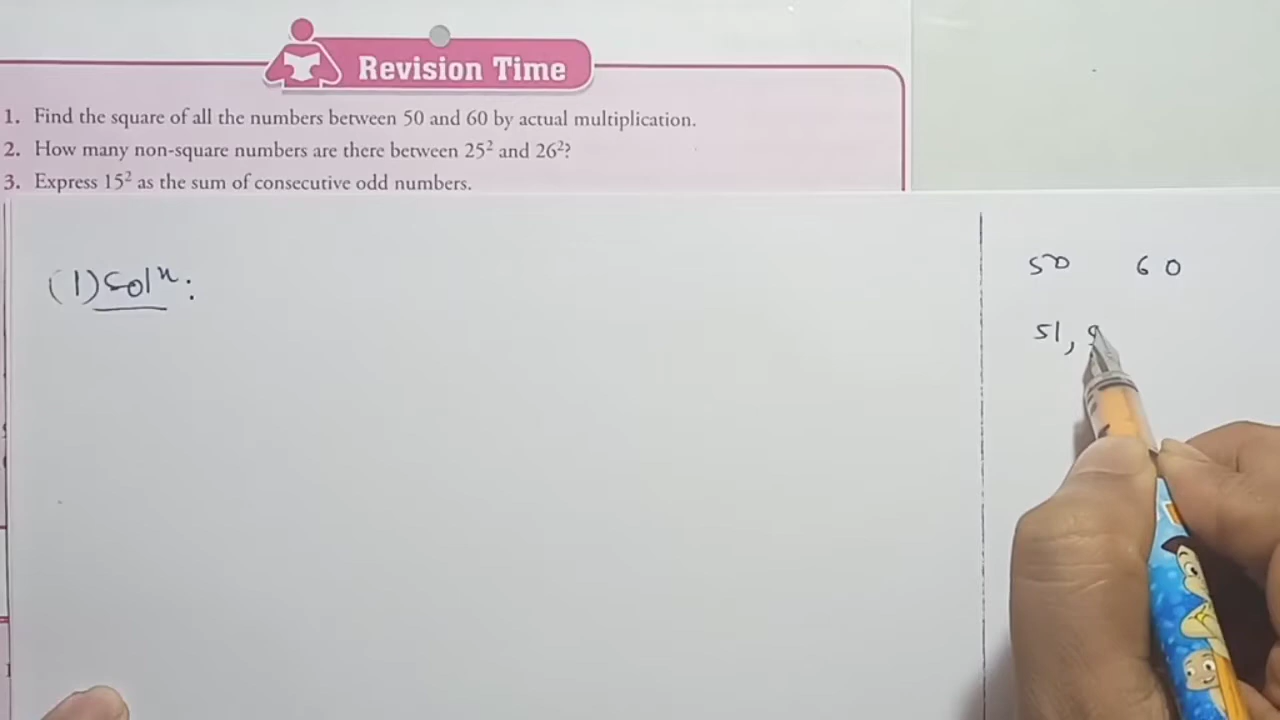 Revision Time
1. Find the square of all the numbers between 50 and 60 by actual multiplication.
2. How many non-square numbers are there between 25² and 26²?
3. Express 15² as the sum of consecutive odd numbers.
(1) Solⁿ:
50 60
51,